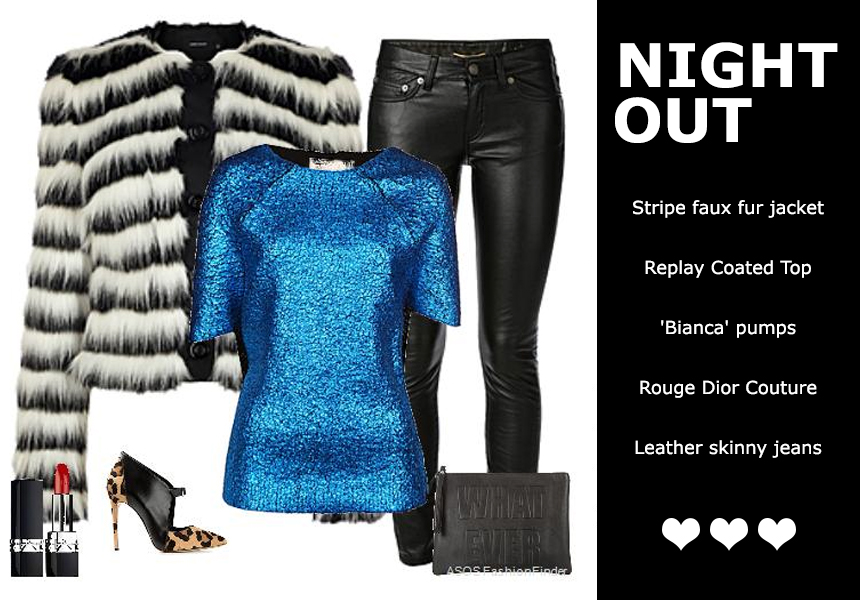 NIGHT
OUT
Stripe faux fur jacket
Replay Coated Top
'Bianca' pumps
Rouge Dior Couture
Leather skinny jeans
WHAT
EVER
ASOS FashionFinder